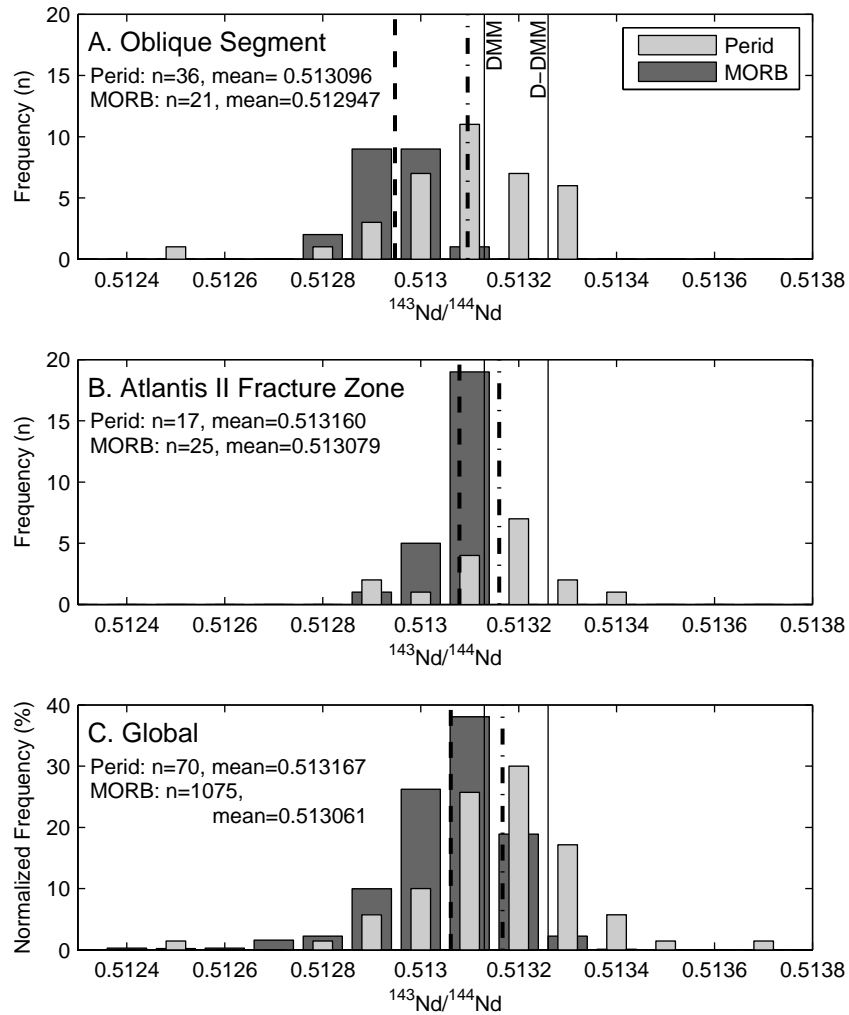 A. Oblique Segment
Perid: n=36, mean= 0.513096
MORB: n=21, mean=0.512947
DMM
D−DMM
Perid
MORB
Frequency (n)
20
15
10
5
0
0.5124 0.5126 0.5128 0.513 0.5132 0.5134 0.5136 0.5138
143Nd/144Nd
B. Atlantis II Fracture Zone
Perid: n=17, mean=0.513160
MORB: n=25, mean=0.513079
Frequency (n)
20
15
10
5
0
0.5124 0.5126 0.5128 0.513 0.5132 0.5134 0.5136 0.5138
143Nd/144Nd
C. Global
Perid: n=70, mean=0.513167
MORB: n=1075,
mean=0.513061
Normalized Frequency (%)
40
30
20
10
0
0.5124 0.5126 0.5128 0.513 0.5132 0.5134 0.5136 0.5138
143Nd/144Nd